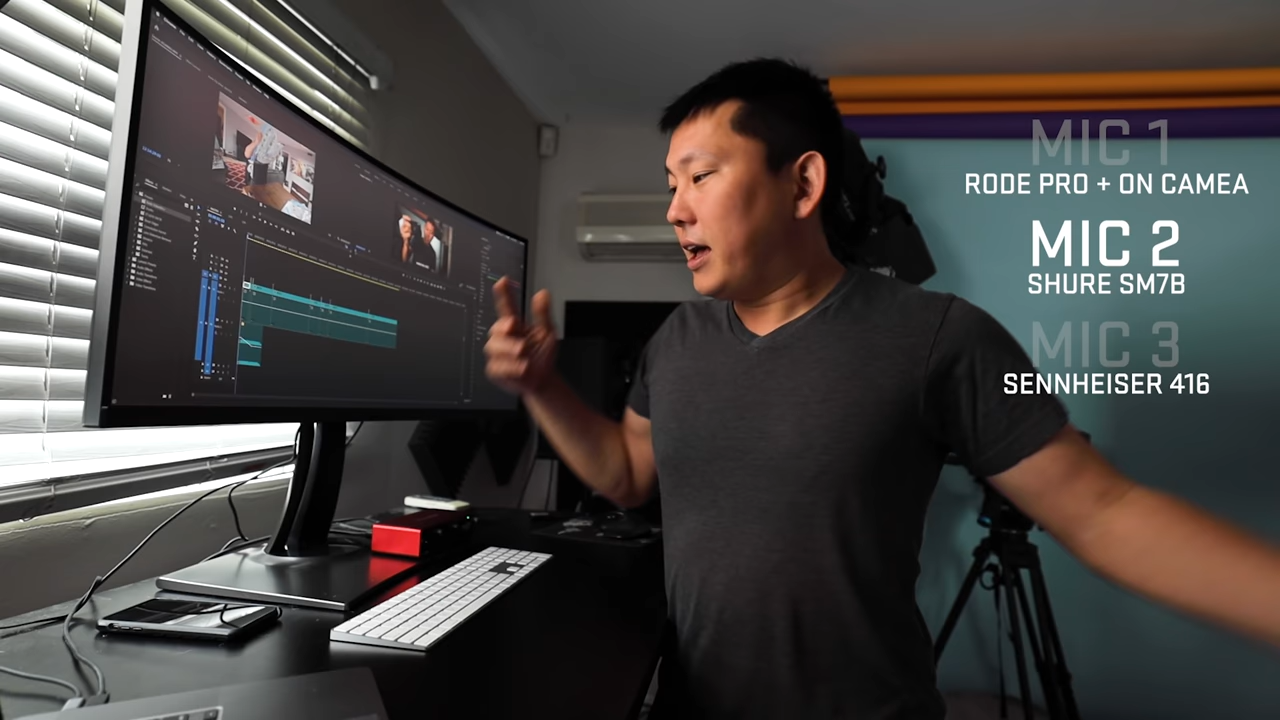 MIC 1
RODE PRO + ON CAMEA
MIC 2
SHURE SM7B
MIC 3
SENNHEISER 416